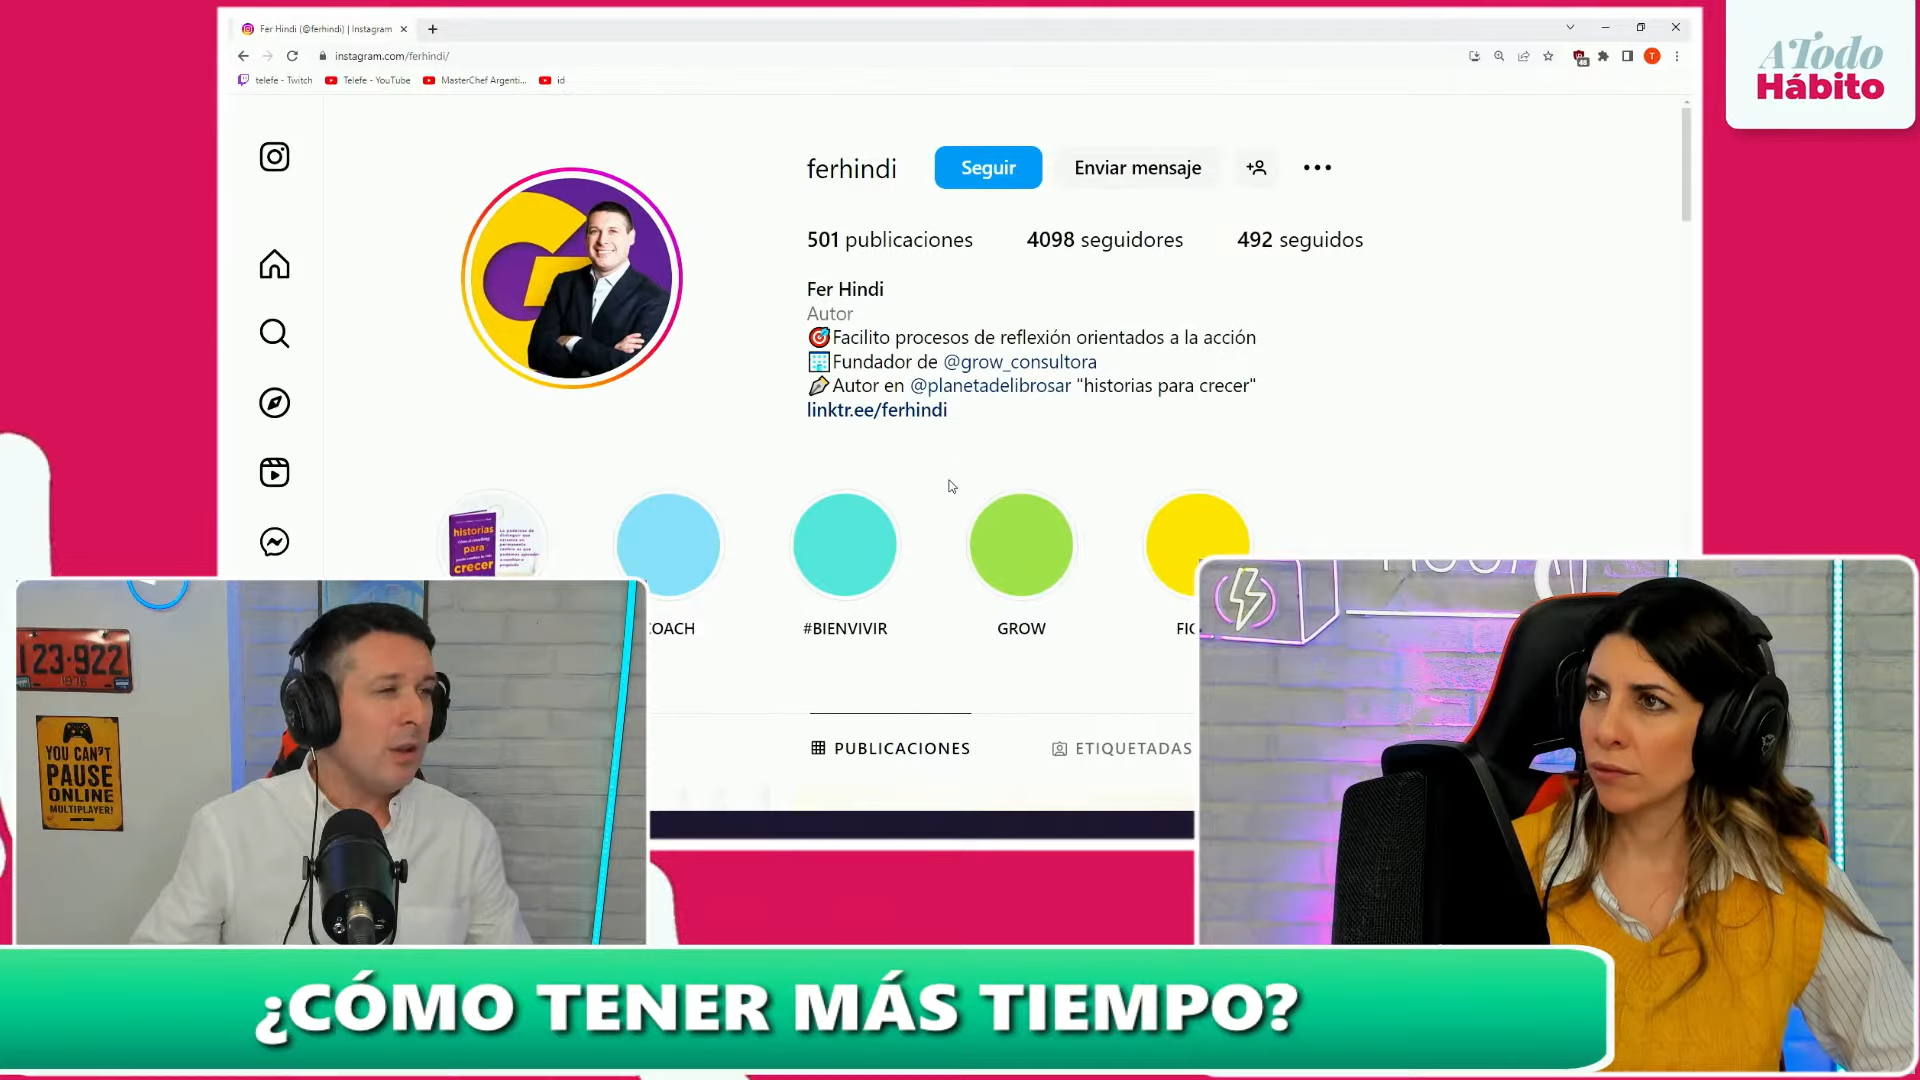 Fer Hindi (@ferhindi) | Instagram
instagram.com/ferhindi/
telefe - Twitch
Telefe - YouTube
MasterChef Argenti...
id
48
T
A Todo
Hábito
ferhindi
Seguir
Enviar mensaje
501 publicaciones
4098 seguidores
492 seguidos
Fer Hindi
Autor
🎯Facilito procesos de reflexión orientados a la acción
🏢Fundador de @grow_consultora
🖋Autor en @planetadelibrosar "historias para crecer"
linktr.ee/ferhindi
historias
para
crecer
COACH
#BIENVIVIR
GROW
PUBLICACIONES
ETIQUETADAS
123·922
1976
YOU CAN'T
PAUSE
ONLINE
MULTIPLAYER!
¿CÓMO TENER MÁS TIEMPO?